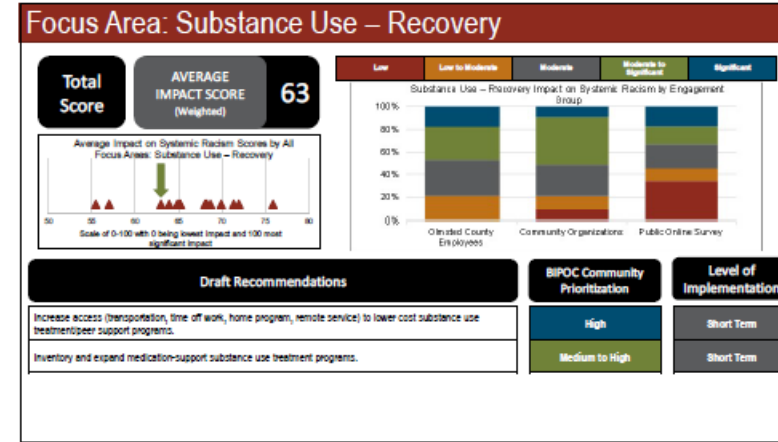 Focus Area: Substance Use – Recovery
Total
Score
AVERAGE
IMPACT SCORE
(Weighted)
63
Low
Low to Moderate
Moderate
Moderate to
Significant
Significant
Average Impact on Systemic Racism Scores by All
Focus Areas: Substance Use – Recovery
50 55 60 65 70 75 80
Scale of 0-100 with 0 being lowest impact and 100 most
significant impact
Substance Use – Recovery Impact on Systemic Racism by Engagement
Group
100%
80%
60%
40%
20%
0%
Olmsted County
Employees
Community Organizations
Public Online Survey
Draft Recommendations
BIPOC Community
Prioritization
Level of
Implementation
Increase access (transportation, time off work, home program, remote service) to lower cost substance use
treatment/peer support programs.
High
Short Term
Inventory and expand medication-support substance use treatment programs.
Medium to High
Short Term